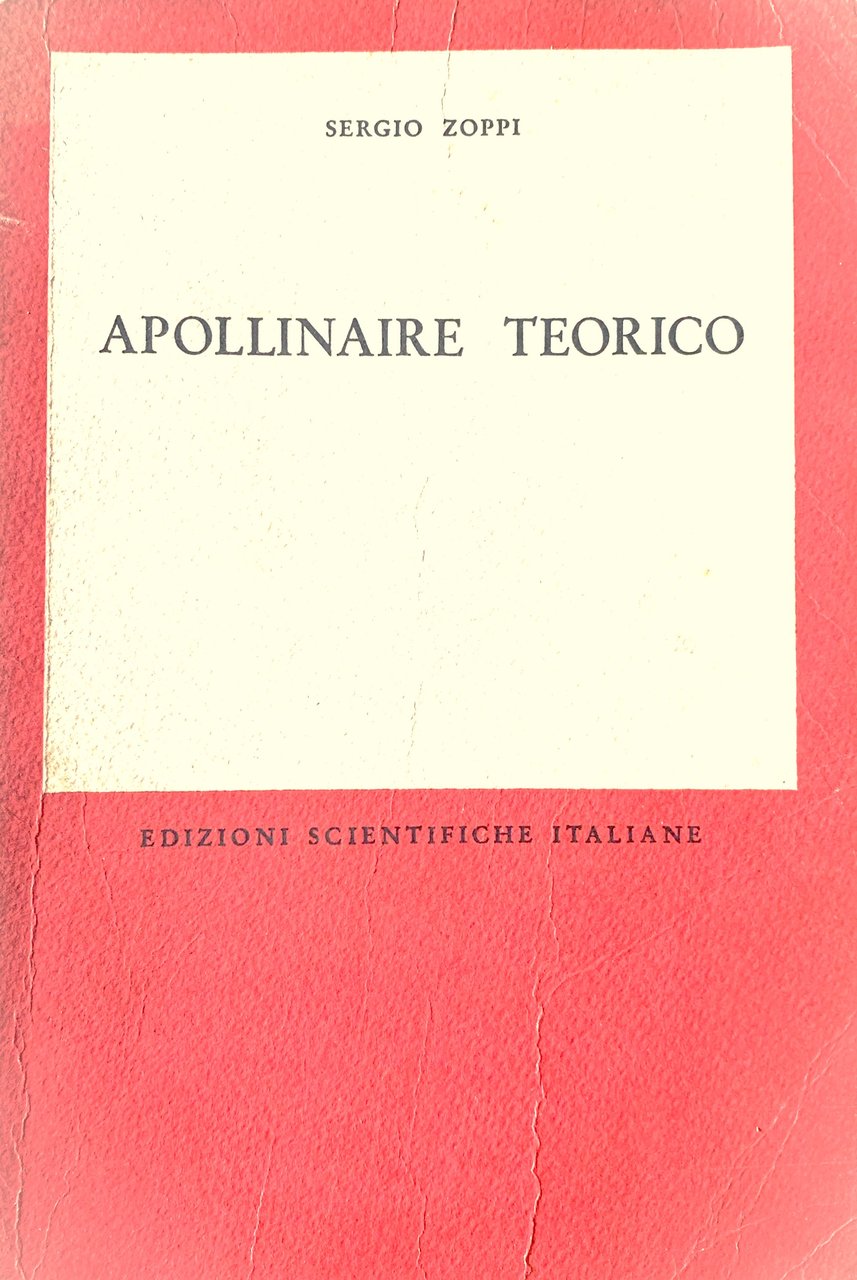 SERGIO ZOPPI
APOLLINAIRE TEORICO
EDIZIONI SCIENTIFICHE ITALIANE